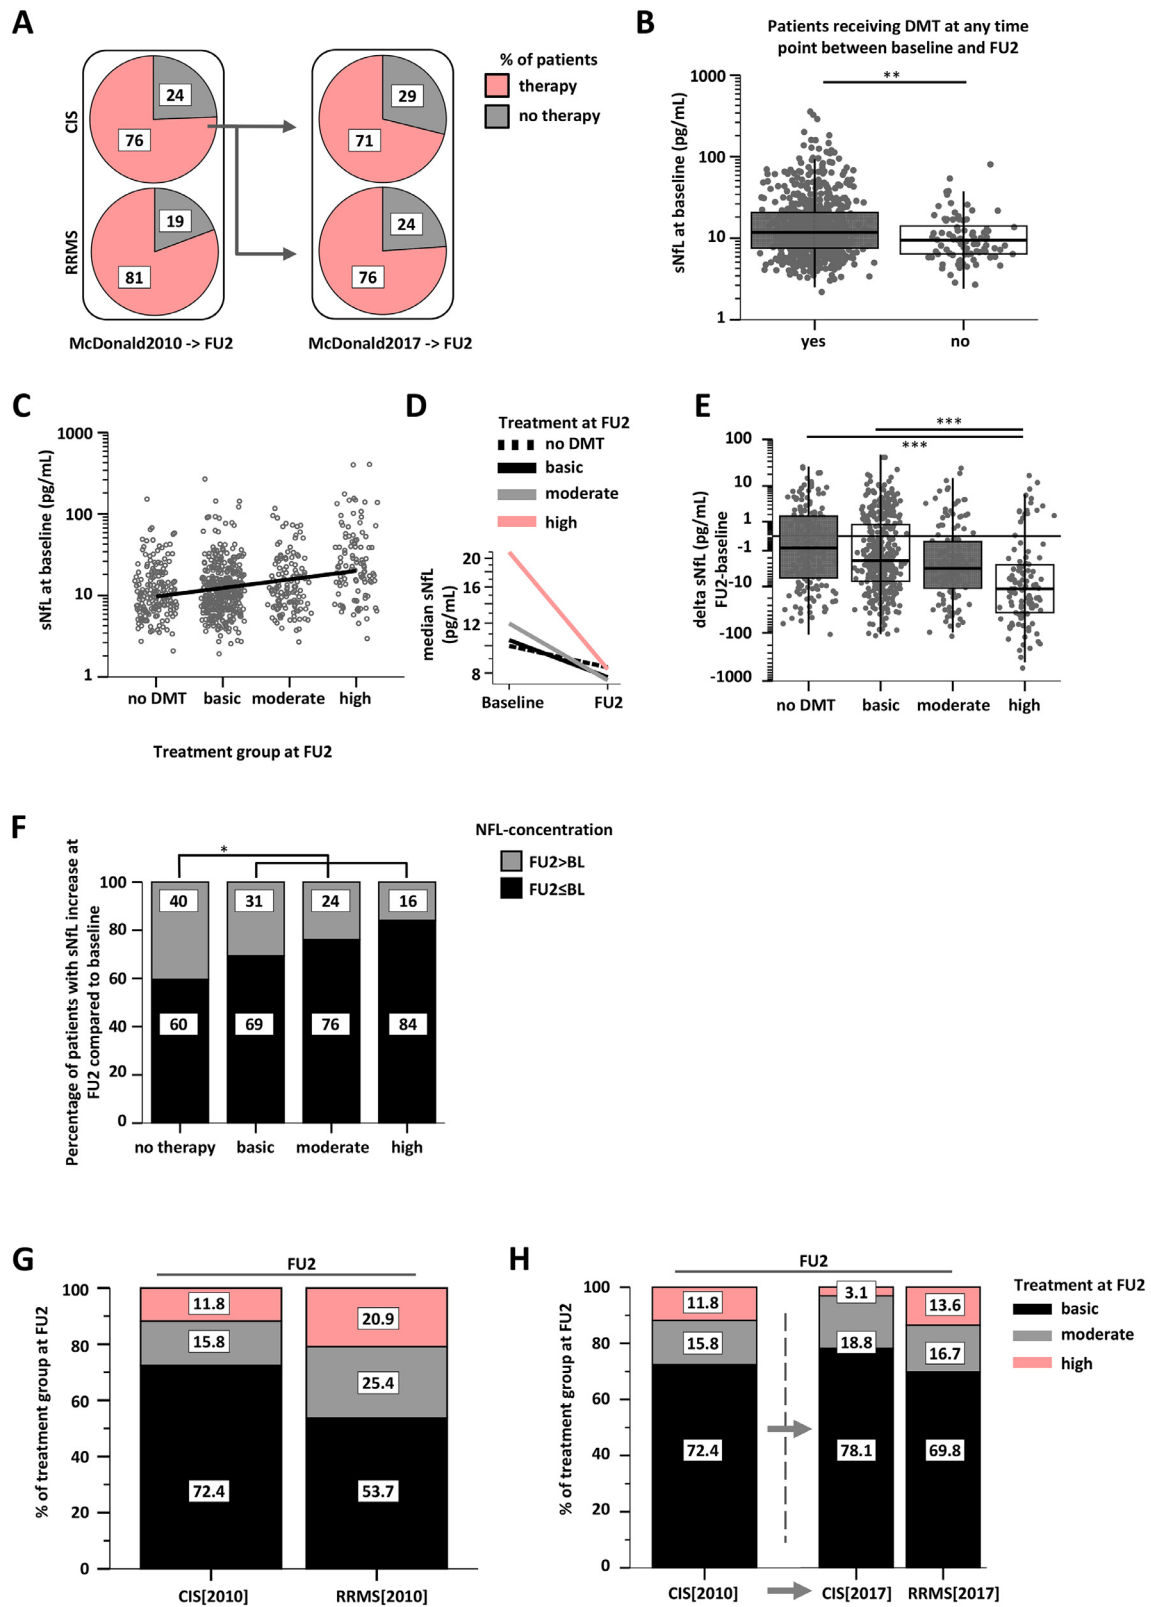 A
% of patients
therapy
no therapy
CIS
24
76
29
71
RRMS
19
81
24
76
McDonald2010 -> FU2
McDonald2017 -> FU2
B
Patients receiving DMT at any time
point between baseline and FU2
**
sNfL at baseline (pg/mL)
1000
100
10
1
yes
no
C
sNfL at baseline (pg/mL)
1000
100
10
1
no DMT
basic
moderate
high
Treatment group at FU2
D
Treatment at FU2
no DMT
basic
moderate
high
median sNfL
(pg/mL)
20
16
12
8
Baseline
FU2
E
***
***
delta sNfL (pg/mL)
FU2-baseline
100
10
1
-1
-10
-100
-1000
no DMT
basic
moderate
high
F
NFL-concentration
FU2>BL
FU2≤BL
*
Percentage of patients with sNfL increase at
FU2 compared to baseline
100
80
60
40
20
0
40
31
24
16
60
69
76
84
no therapy
basic
moderate
high
G
FU2
% of treatment group at FU2
100
80
60
40
20
0
11.8
15.8
72.4
20.9
25.4
53.7
CIS[2010]
RRMS[2010]
H
FU2
% of treatment group at FU2
100
80
60
40
20
0
11.8
15.8
72.4
3.1
18.8
78.1
13.6
16.7
69.8
CIS[2010]
CIS[2017]
RRMS[2017]
Treatment at FU2
basic
moderate
high